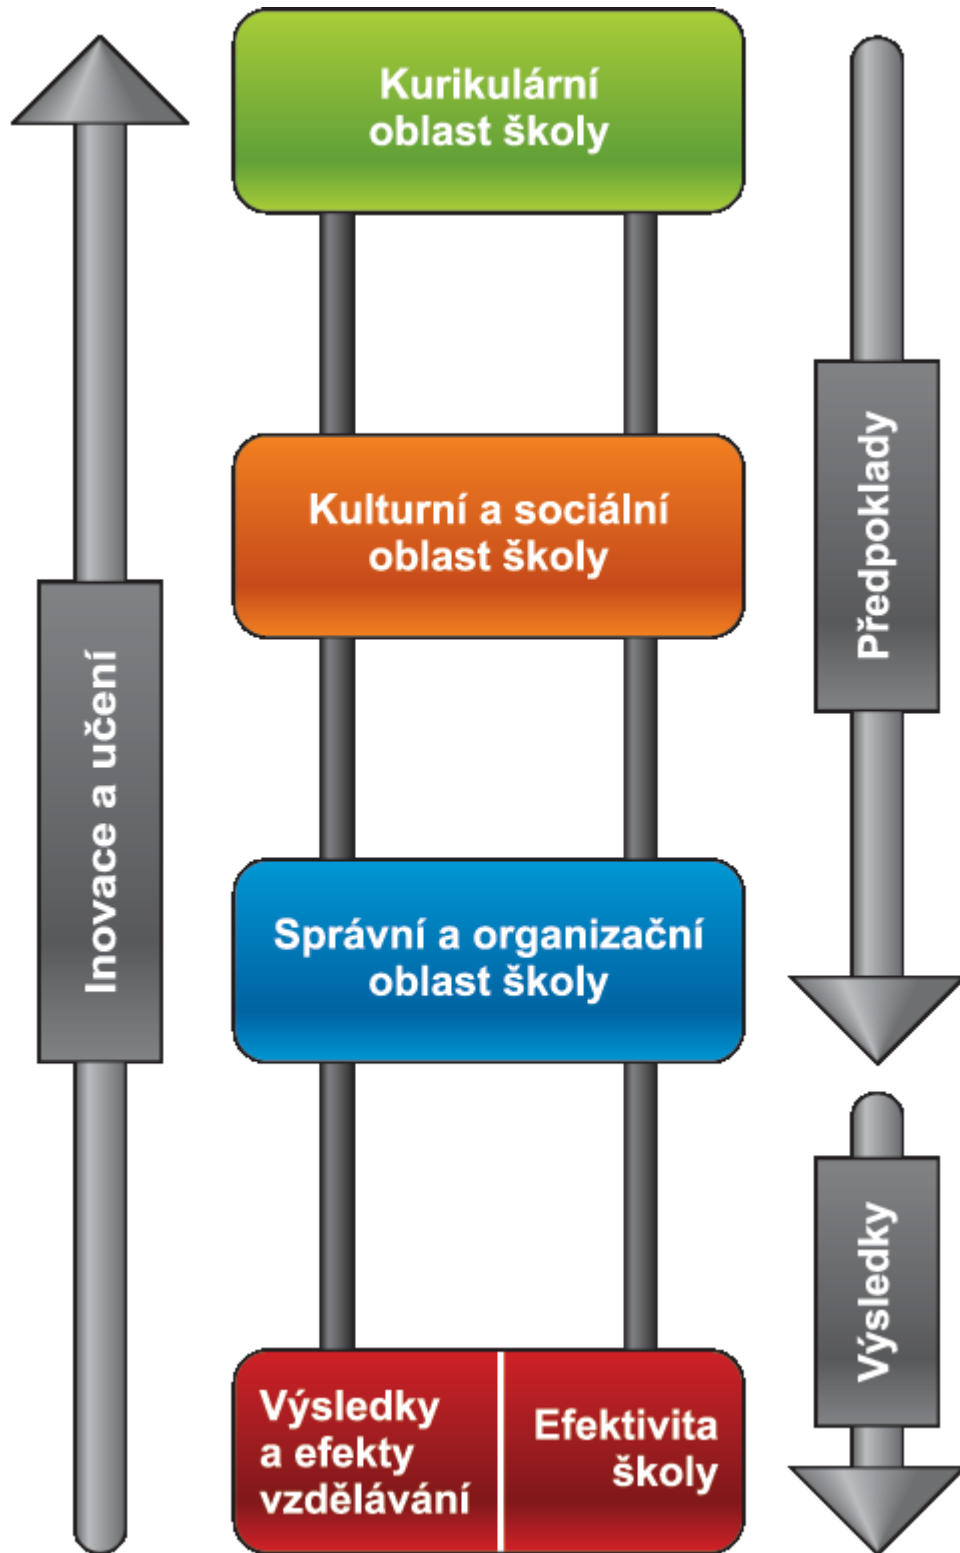 Kurikulární
oblast školy
Kulturní a sociální
oblast školy
Správní a organizační
oblast školy
Výsledky
a efekty
vzdělávání
Efektivita
školy
Inovace a učení
Předpoklady
Výsledky